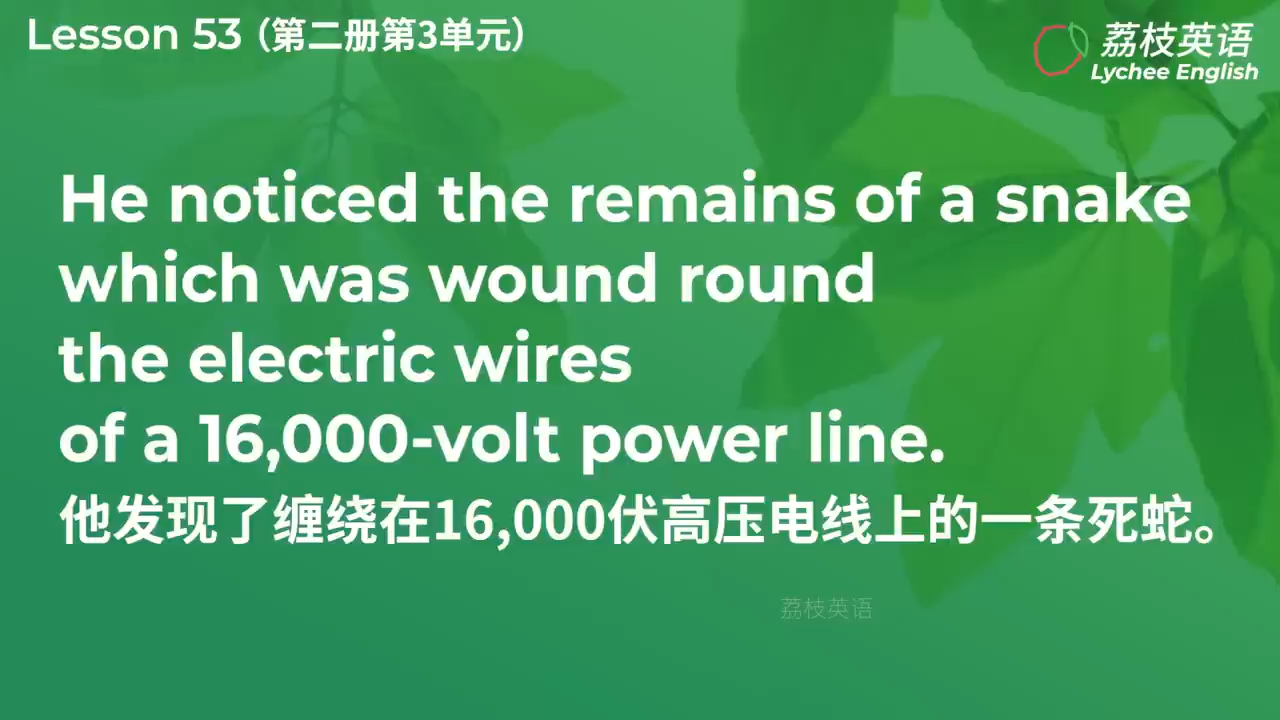 Lesson 53（第二册第3单元）
荔枝英语
Lychee English
He noticed the remains of a snake
which was wound round
the electric wires
of a 16,000-volt power line.
他发现了缠绕在16,000伏高压电线上的一条死蛇。
荔枝英语